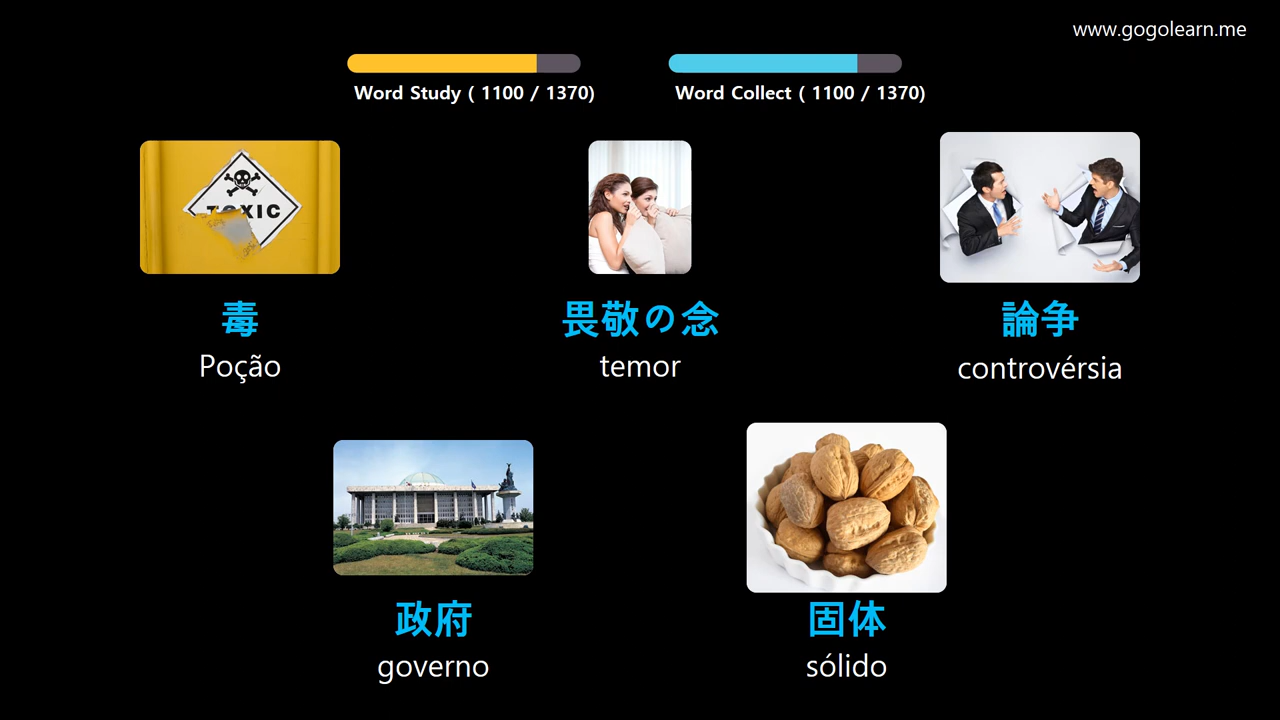 www.gogolearn.me
Word Study ( 1100 / 1370)
Word Collect ( 1100 / 1370)
TOXIC
毒
Poção
畏敬の念
temor
論争
controvérsia
政府
governo
固体
sólido